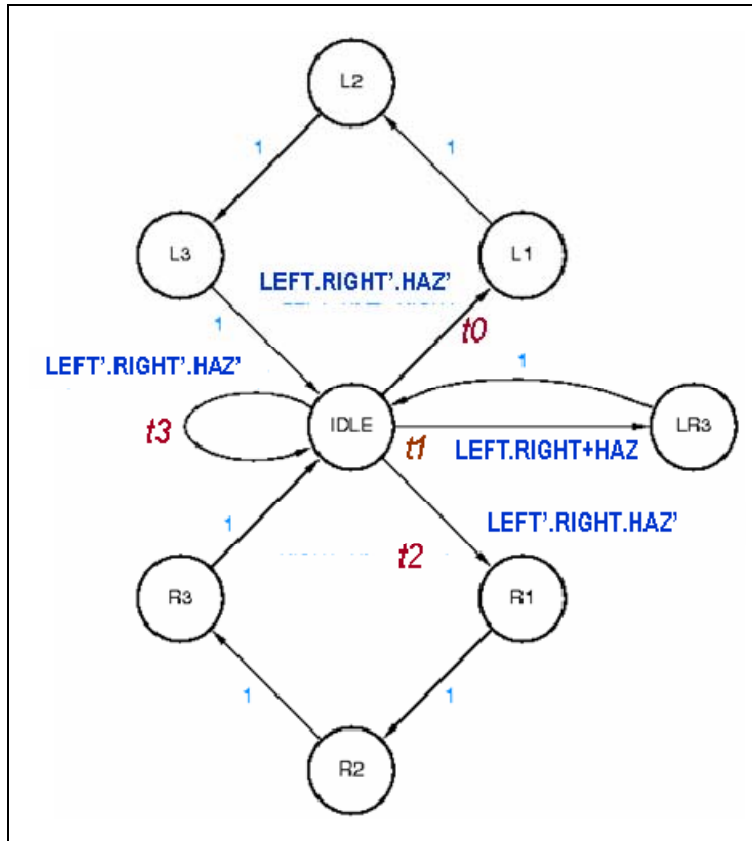 L2
1
1
L3
L1
LEFT.RIGHT'.HAZ'
1
t0
LEFT'.RIGHT'.HAZ'
1
t3
IDLE
t1
LR3
LEFT.RIGHT+HAZ
LEFT'.RIGHT.HAZ'
1
t2
R3
R1
1
1
R2